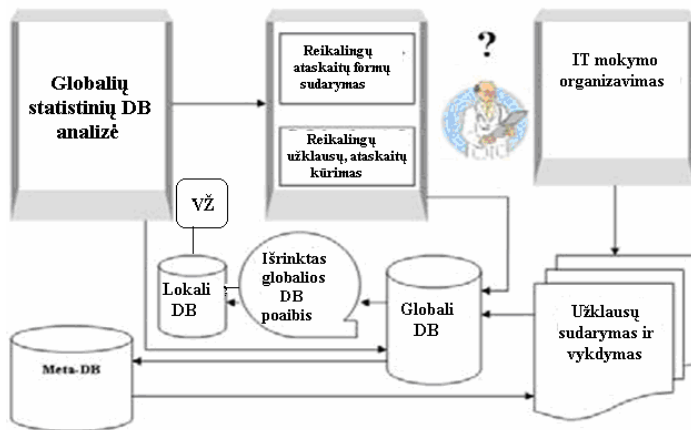 Globalių
statistinių DB
analizė
Reikalingų
ataskaitų formų
sudarymas
Reikalingų
užklausų, ataskaitų
kūrimas
?
IT mokymo
organizavimas
VŽ
Lokali
DB
Išrinktas
globalios
DB
poaibis
Globali
DB
Užklausų
sudarymas ir
vykdymas
Meta-DB